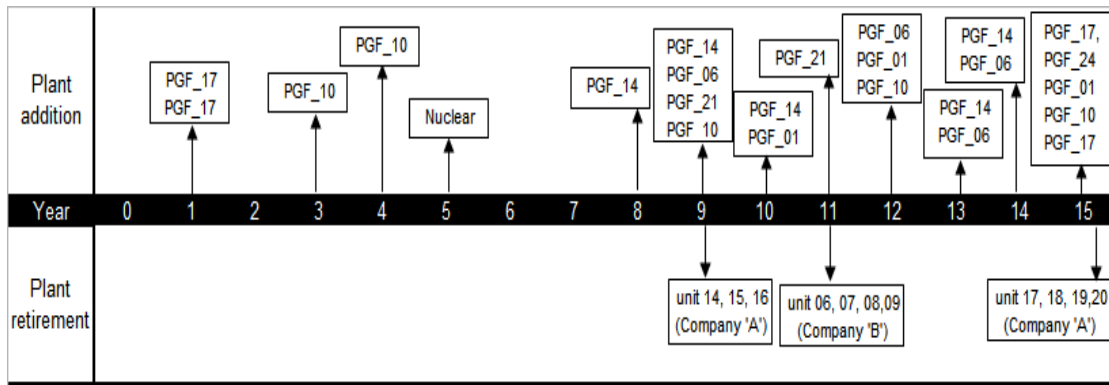 Plant
addition
PGF_17
PGF_17
PGF_10
PGF_10
Nuclear
PGF_14
PGF_14
PGF_06
PGF_21
PGF_10
PGF_14
PGF_01
PGF_21
PGF_06
PGF_01
PGF_10
PGF_14
PGF_06
PGF_14
PGF_06
PGF_17,
PGF_24
PGF_01
PGF_10
PGF_17
Year 0 1 2 3 4 5 6 7 8 9 10 11 12 13 14 15
Plant
retirement
unit 14, 15, 16
(Company 'A')
unit 06, 07, 08,09
(Company 'B')
unit 17, 18, 19,20
(Company 'A')